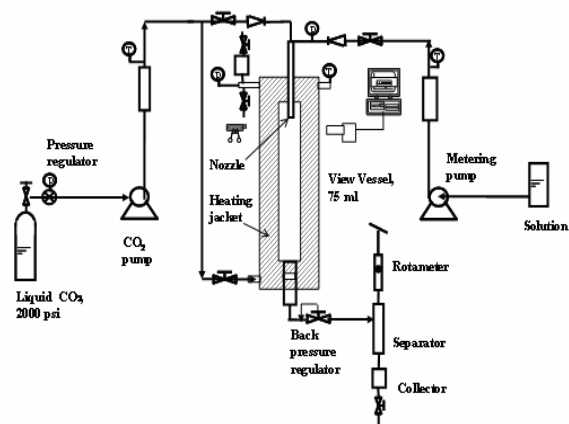 Pressure
regulator
Nozzle
Heating
jacket
View Vessel,
75 ml
Metering
pump
Solution
CO2
pump
Liquid CO2,
2000 psi
Rotameter
Back
pressure
regulator
Separator
Collector